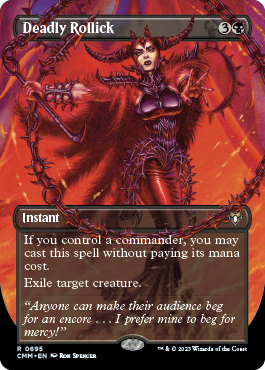 Deadly Rollick 3
Instant
If you control a commander, you may
cast this spell without paying its mana
cost.
Exile target creature.
“Anyone can make their audience beg
for an encore . . . I prefer mine to beg for
mercy!”
R 0695
CMM • EN Ron Spencer
™ & © 2023 Wizards of the Coast